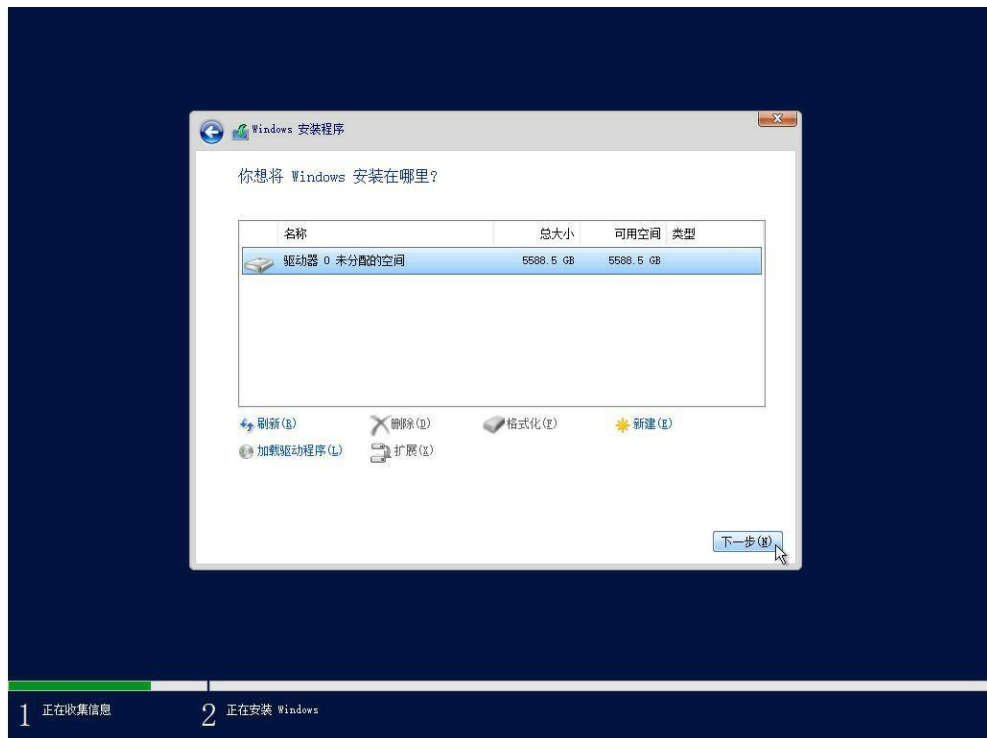 Windows 安装程序
你想将 Windows 安装在哪里?
名称 总大小 可用空间 类型
驱动器 0 未分配的空间 5588.5 GB 5588.5 GB
刷新(R) 删除(D) 格式化(F) 新建(E)
加载驱动程序(L) 扩展(X)
下一步(N)
1 正在收集信息 2 正在安装 Windows